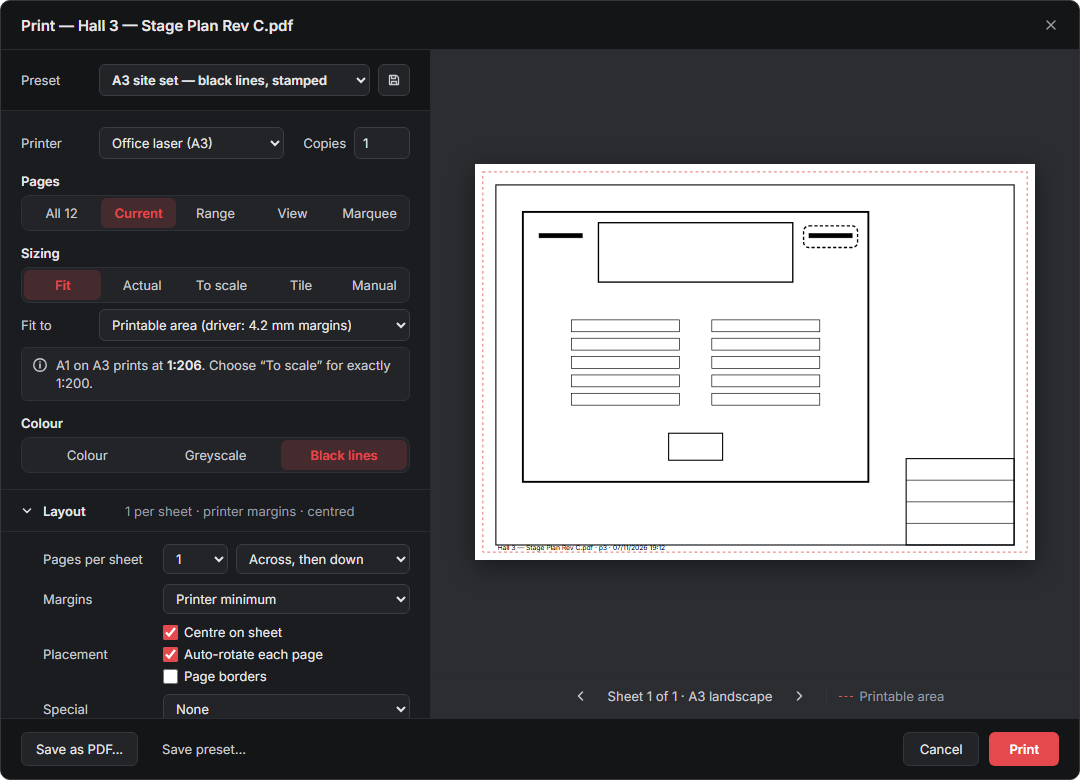 Print — Hall 3 — Stage Plan Rev C.pdf
Preset
A3 site set — black lines, stamped
Printer
Office laser (A3)
Copies
1
Pages
All 12
Current
Range
View
Marquee
Sizing
Fit
Actual
To scale
Tile
Manual
Fit to
Printable area (driver: 4.2 mm margins)
A1 on A3 prints at 1:206. Choose “To scale” for exactly
1:200.
Colour
Colour
Greyscale
Black lines
Layout
1 per sheet · printer margins · centred
Pages per sheet
1
Across, then down
Margins
Printer minimum
Placement
Centre on sheet
Auto-rotate each page
Page borders
Special
None
Hall 3 — Stage Plan Rev C.pdf · p3 · 07/11/2026 19:12
Sheet 1 of 1 · A3 landscape
Printable area
Save as PDF...
Save preset...
Cancel
Print